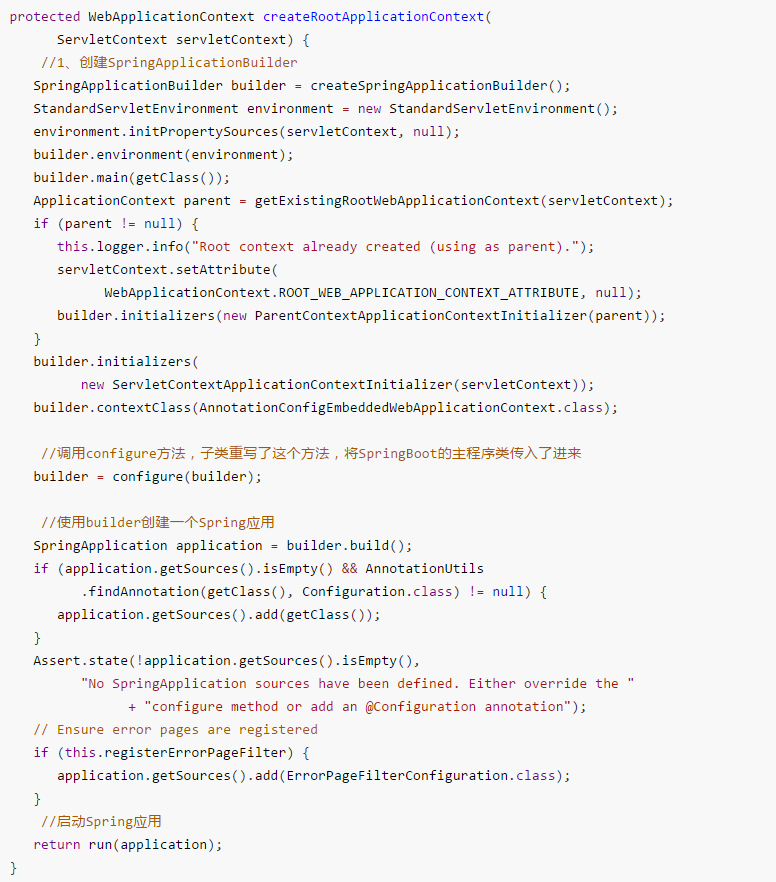 protected WebApplicationContext createRootApplicationContext(
      ServletContext servletContext) {
    //1、创建SpringApplicationBuilder
   SpringApplicationBuilder builder = createSpringApplicationBuilder();
   StandardServletEnvironment environment = new StandardServletEnvironment();
   environment.initPropertySources(servletContext, null);
   builder.environment(environment);
   builder.main(getClass());
   ApplicationContext parent = getExistingRootWebApplicationContext(servletContext);
   if (parent != null) {
      this.logger.info("Root context already created (using as parent).");
      servletContext.setAttribute(
            WebApplicationContext.ROOT_WEB_APPLICATION_CONTEXT_ATTRIBUTE, null);
      builder.initializers(new ParentContextApplicationContextInitializer(parent));
   }
   builder.initializers(
         new ServletContextApplicationContextInitializer(servletContext));
   builder.contextClass(AnnotationConfigEmbeddedWebApplicationContext.class);
    //调用configure方法，子类重写了这个方法，将SpringBoot的主程序类传入了进来
   builder = configure(builder);
    //使用builder创建一个Spring应用
   SpringApplication application = builder.build();
   if (application.getSources().isEmpty() && AnnotationUtils
         .findAnnotation(getClass(), Configuration.class) != null) {
      application.getSources().add(getClass());
   }
   Assert.state(!application.getSources().isEmpty(),
         "No SpringApplication sources have been defined. Either override the "
               + "configure method or add an @Configuration annotation");
   // Ensure error pages are registered
   if (this.registerErrorPageFilter) {
      application.getSources().add(ErrorPageFilterConfiguration.class);
   }
    //启动Spring应用
   return run(application);
}